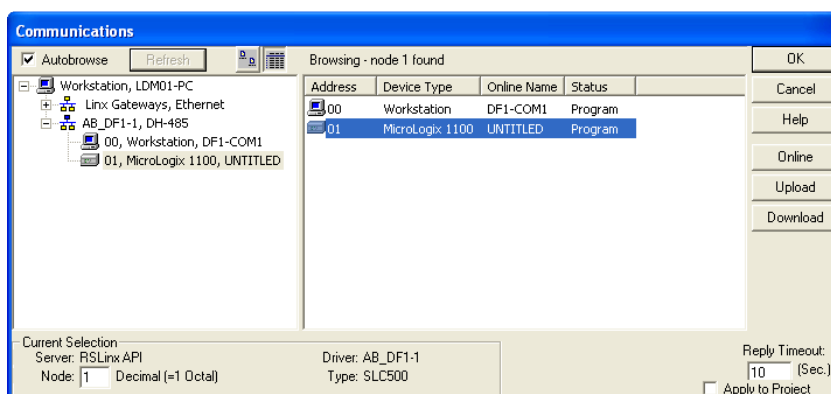 Communications
Autobrowse Refresh Browsing - node 1 found OK
Workstation, LDM01-PC
Linx Gateways, Ethernet
AB_DF1-1, DH-485
00, Workstation, DF1-COM1
01, MicroLogix 1100, UNTITLED
Address Device Type Online Name Status
00 Workstation DF1-COM1 Program
01 MicroLogix 1100 UNTITLED Program
Cancel
Help
Online
Upload
Download
Current Selection
Server: RSLinx API Driver: AB_DF1-1
Node: 1 Decimal (=1 Octal) Type: SLC500
Reply Timeout:
10 (Sec.)
Apply to Project